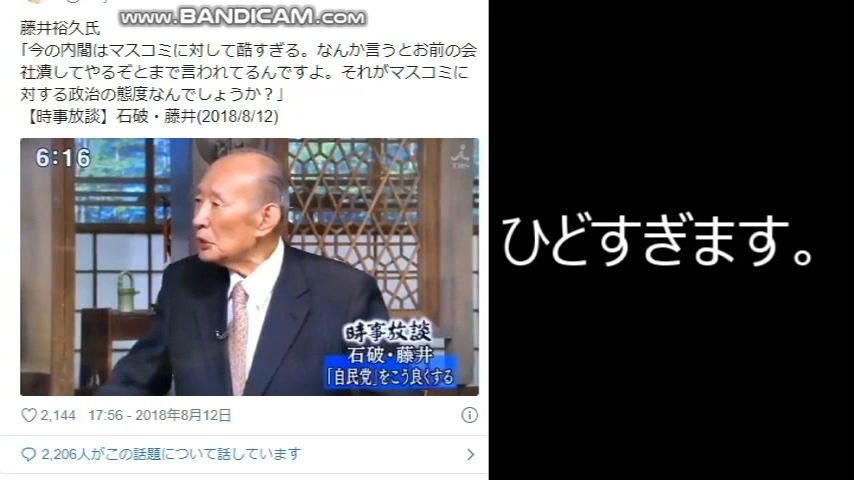 www.BANDICAM.com
藤井裕久氏
「今の内閣はマスコミに対して酷すぎる。なんか言うとお前の会
社潰してやるぞとまで言われてるんですよ。それがマスコミに
対する政治の態度なんでしょうか？」
【時事放談】石破・藤井(2018/8/12)
6:16
TBS
時事放談
石破・藤井
「自民党」をこう良くする
ひどすぎます。
2,144 17:56 - 2018年8月12日
2,206人がこの話題について話しています